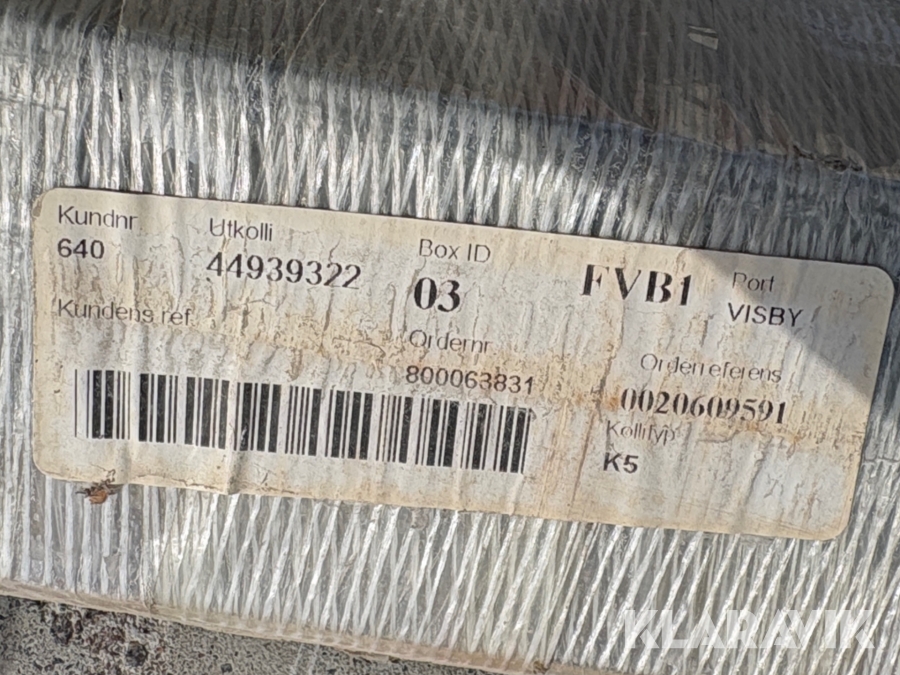 Kundnr
640
Utkolli
44939322
Box ID
03
FVB1
Port
VISBY
Kundens ref.
Ordernr
800063831
Orderreferens
0020609591
Kollityp
K5
KLARAVIK